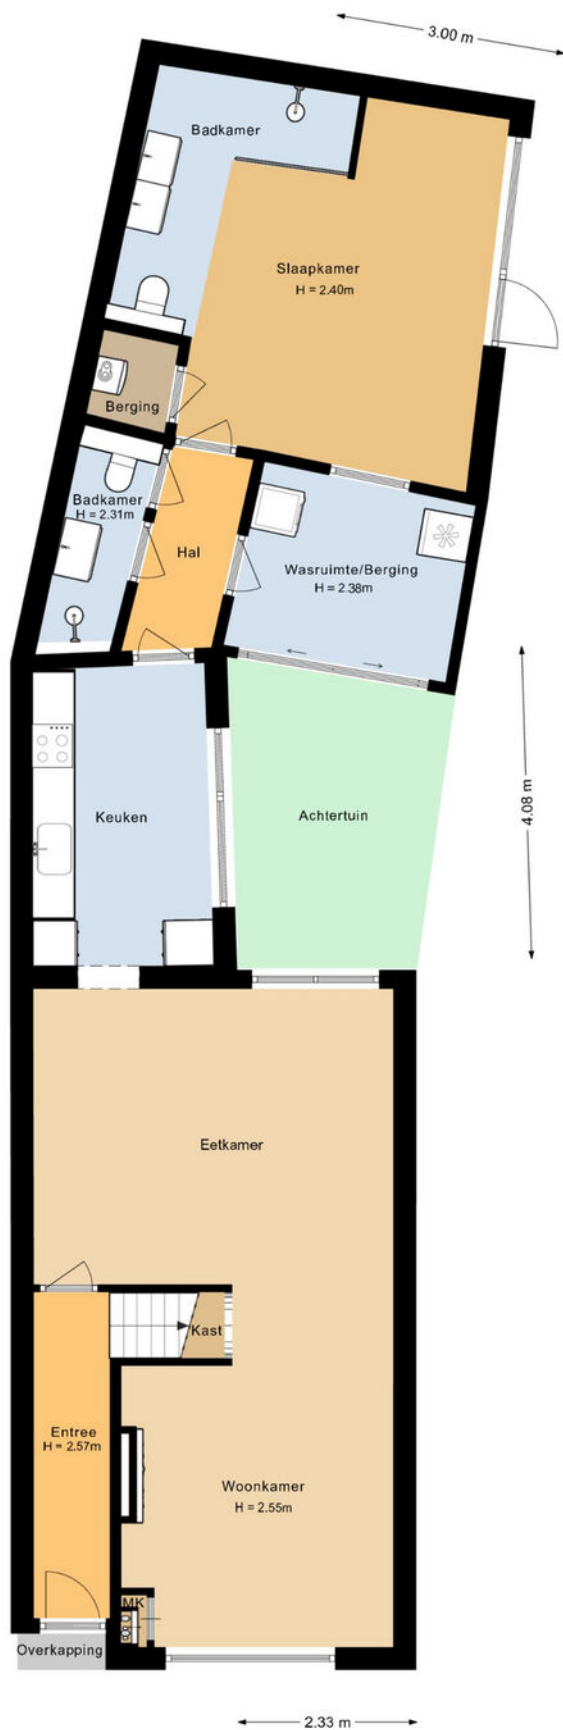 3.00 m
Badkamer
Slaapkamer
H = 2.40m
Berging
Badkamer
H = 2.31m
Hal
Wasruimte/Berging
H = 2.38m
Keuken
Achtertuin
4.08 m
Eetkamer
Kast
Entree
H = 2.57m
Woonkamer
H = 2.55m
MK
Overkapping
2.33 m